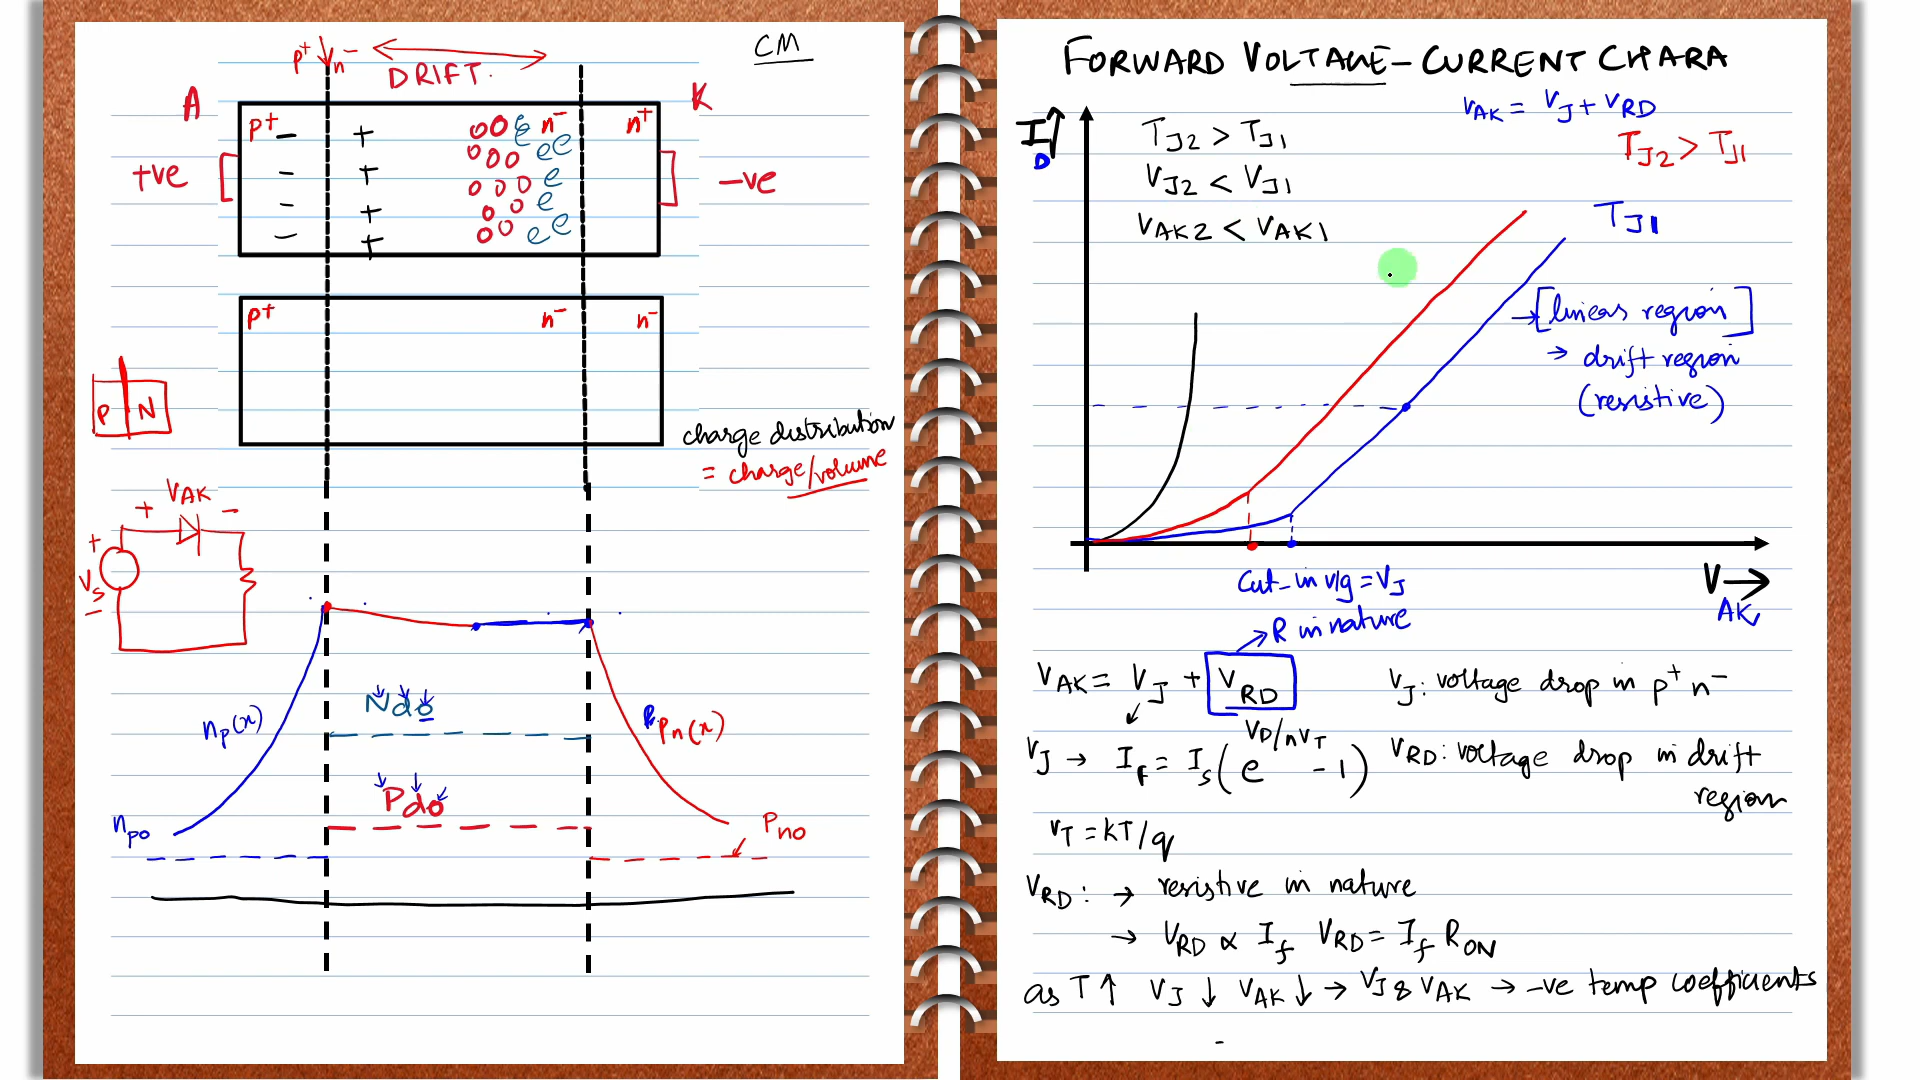 CM
p⁺ n⁻
DRIFT.
A
K
p⁺ n⁻ n⁺
+ve
-ve
p⁺ n⁻ n⁻
P N
charge distribution
= charge/volume
+ VAK -
+
Vs
-
Ndo
np(x)
Pn(x)
Pdo
npo
Pno
FORWARD VOLTAGE - CURRENT CHARA
VAK = VJ + VRD
TJ2 > TJ1
ID
TJ2 > TJ1
VJ2 < VJ1
VAK2 < VAK1
TJ1
→ [linear region]
→ drift region
(resistive)
Cut-in v/g = VJ
V →
AK
R in nature
VAK = VJ + VRD
VJ: voltage drop in p⁺ n⁻
VJ → If = Is(e^(VD/nVT) - 1)
VRD: voltage drop in drift
region
VT = kT/q
VRD: → resistive in nature
→ VRD ∝ If VRD = If RON
as T↑ VJ ↓ VAK ↓ → VJ & VAK → -ve temp coefficients